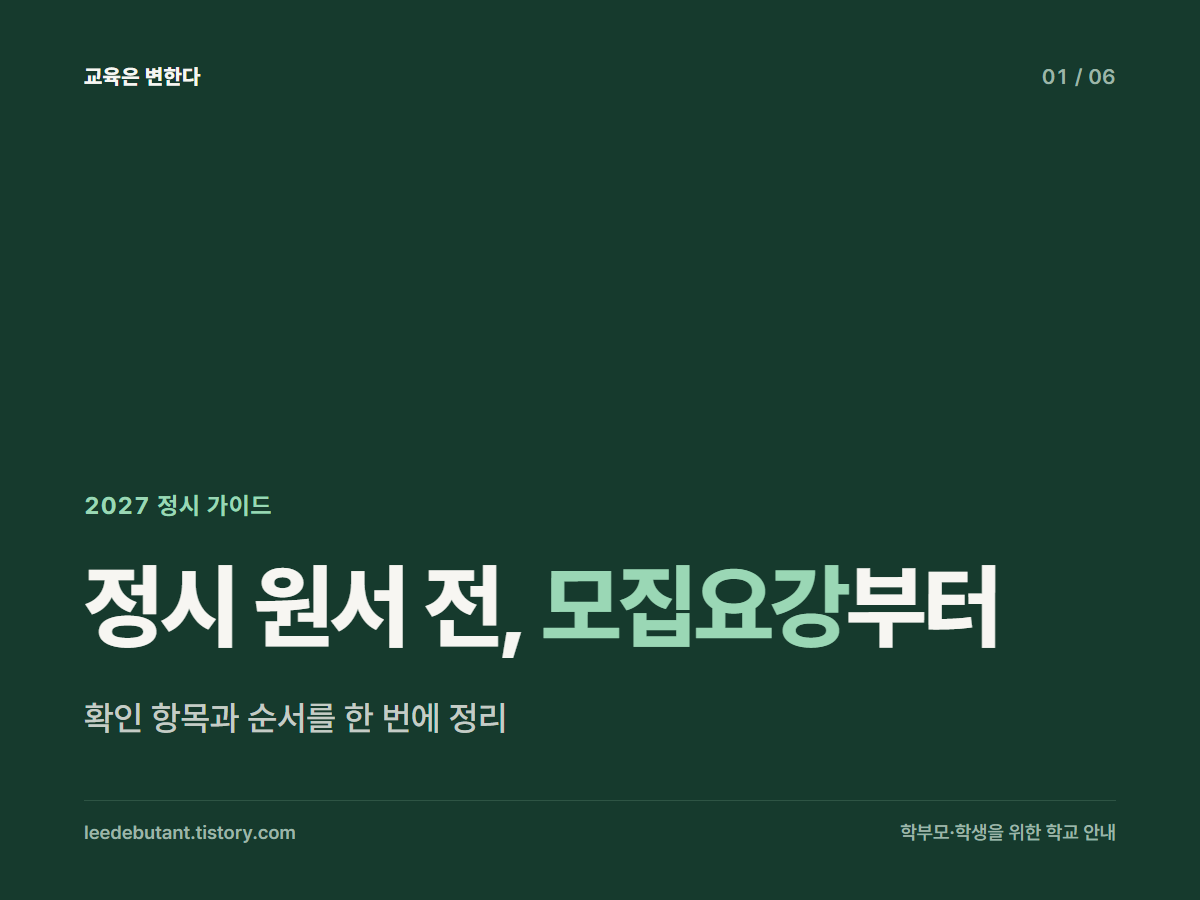 교육은 변한다
01 / 06
2027 정시 가이드
정시 원서 전, 모집요강부터
확인 항목과 순서를 한 번에 정리
leedebutant.tistory.com
학부모·학생을 위한 학교 안내